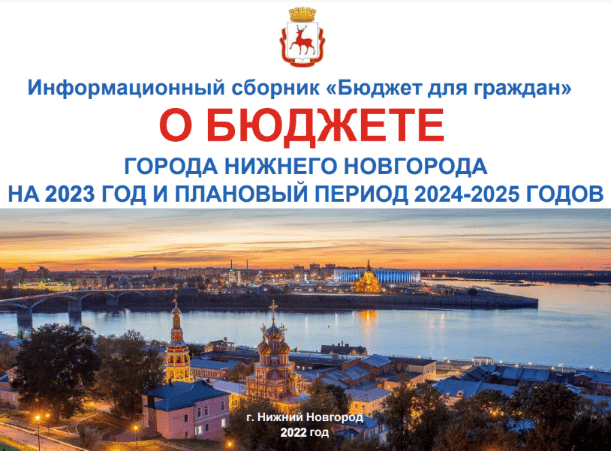 Информационный сборник «Бюджет для граждан»
О БЮДЖЕТЕ
ГОРОДА НИЖНЕГО НОВГОРОДА
НА 2023 ГОД И ПЛАНОВЫЙ ПЕРИОД 2024-2025 ГОДОВ
г. Нижний Новгород
2022 год